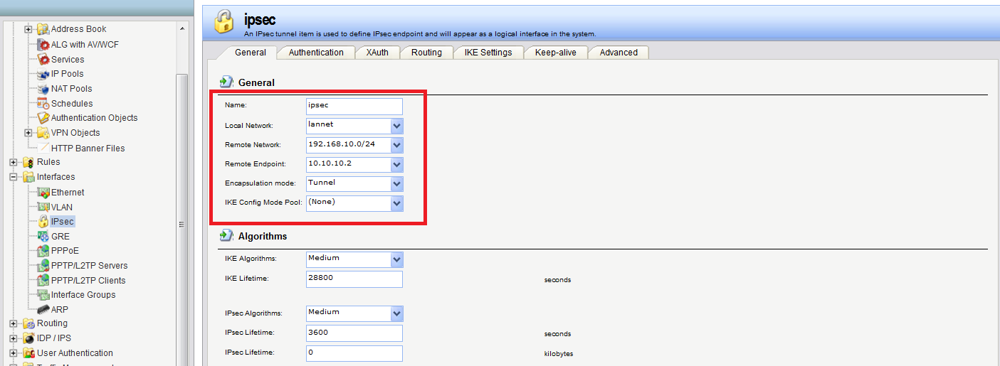 Address Book
ALG with AV/WCF
Services
IP Pools
NAT Pools
Schedules
Authentication Objects
VPN Objects
HTTP Banner Files
Rules
Interfaces
Ethernet
VLAN
IPsec
GRE
PPPoE
PPTP/L2TP Servers
PPTP/L2TP Clients
Interface Groups
ARP
Routing
IDP / IPS
User Authentication
ipsec
An IPsec tunnel item is used to define IPsec endpoint and will appear as a logical interface in the system.
General Authentication XAuth Routing IKE Settings Keep-alive Advanced
General
Name: ipsec
Local Network: lannet
Remote Network: 192.168.10.0/24
Remote Endpoint: 10.10.10.2
Encapsulation mode: Tunnel
IKE Config Mode Pool: (None)
Algorithms
IKE Algorithms: Medium
IKE Lifetime: 28800 seconds
IPsec Algorithms: Medium
IPsec Lifetime: 3600 seconds
IPsec Lifetime: 0 kilobytes